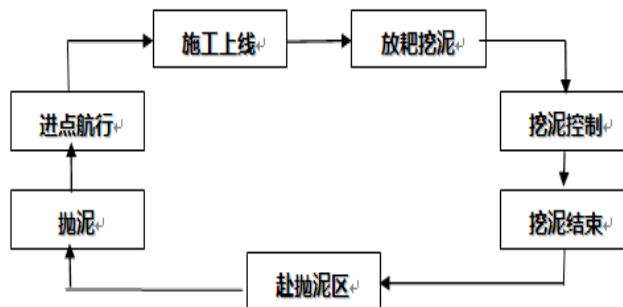 施工上线
放耙挖泥
进点航行
挖泥控制
抛泥
挖泥结束
赴抛泥区